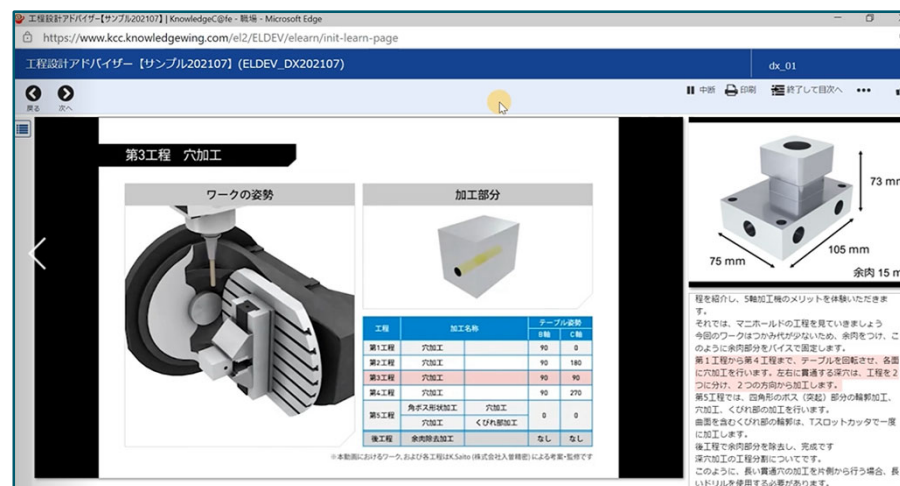 工程設計アドバイザー【サンプル202107】 | KnowledgeC@fe - 職場 - Microsoft Edge
https://www.kcc.knowledgewing.com/el2/ELDEV/elearn/init-learn-page
工程設計アドバイザー【サンプル202107】(ELDEV_DX202107)
dx_01
戻る
次へ
中断
印刷
終了して目次へ
第3工程 穴加工
ワークの姿勢
加工部分
工程 加工名称 テーブル姿勢
B軸 C軸
第1工程 穴加工 90 0
第2工程 穴加工 90 180
第3工程 穴加工 90 90
第4工程 穴加工 90 270
第5工程 角ボス形状加工 穴加工 0 0
穴加工 くびれ部加工
後工程 余肉除去加工 なし なし
※本動画におけるワーク、および各工程はK.Saito (株式会社入曽精密) による考案・監修です
73 mm
105 mm
75 mm
余肉 15 m
程を紹介し、5軸加工機のメリットを体験いただきま
す。
それでは、マニホールドの工程を見ていきましょう
今回のワークはつかみ代が少ないため、余肉をつけ、こ
のように余肉部分をバイスで固定します。
第1工程から第4工程まで、テーブルを回転させ、各面
に穴加工を行います。左右に貫通する深穴は、工程を2
つに分け、2つの方向から加工します。
第5工程では、四角形のボス（突起）部分の輪郭加工、
穴加工、くびれ部の加工を行います。
曲面を含むくびれ部の輪郭は、Tスロットカッタで一度
に加工します。
後工程で余肉部分を除去し、完成です
深穴加工の工程分割についてです。
このように、長い貫通穴の加工を片側から行う場合、長
いドリルを使用する必要があります。